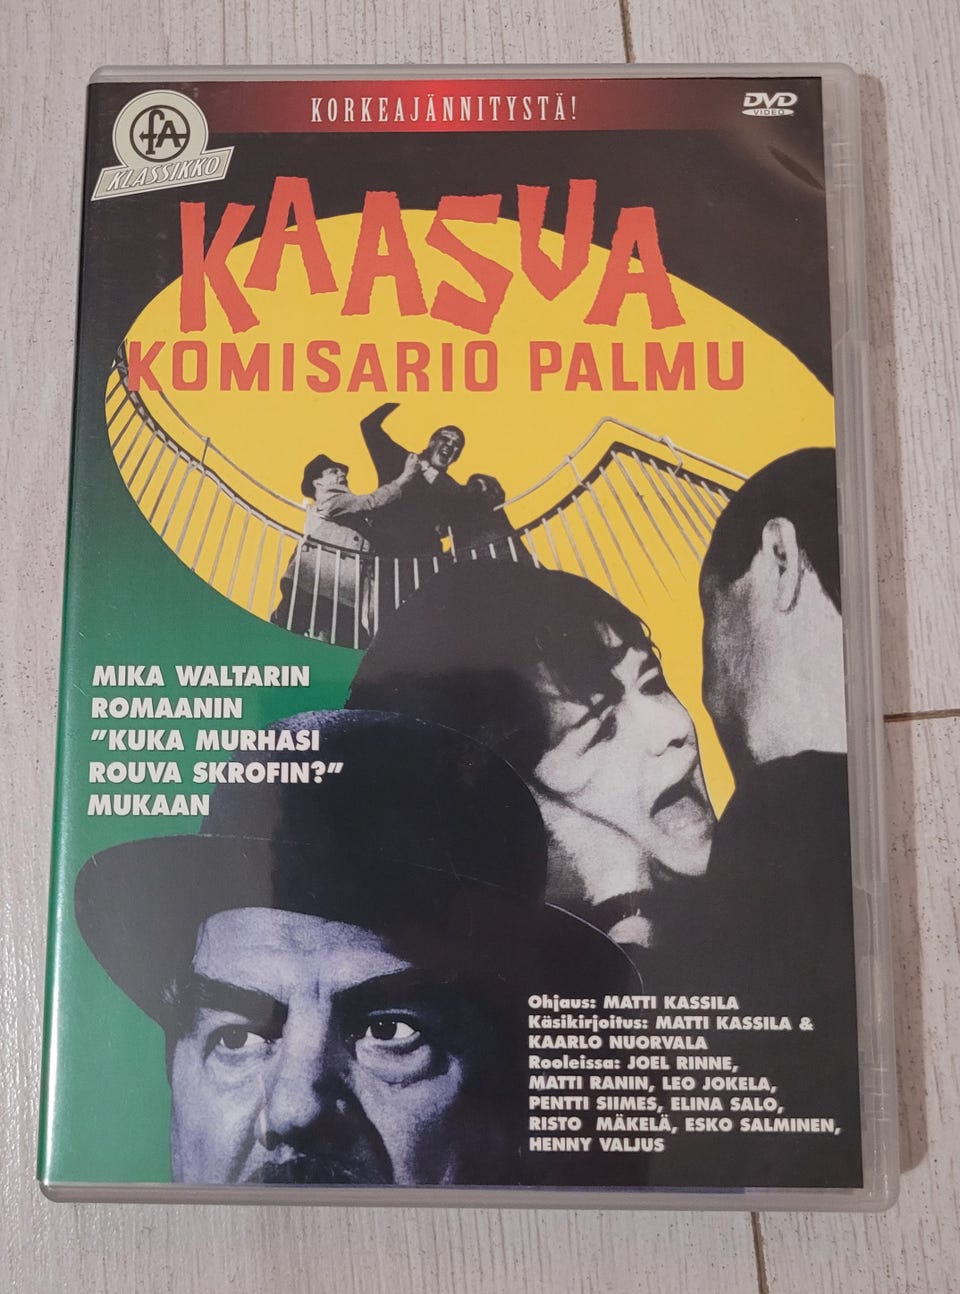 KORKEAJÄNNITYSTÄ!
DVD
VIDEO
fA
KLASSIKKO
KAASUA
KOMISARIO PALMU
MIKA WALTARIN
ROMAANIN
"KUKA MURHASI
ROUVA SKROFIN?"
MUKAAN
Ohjaus: MATTI KASSILA
Käsikirjoitus: MATTI KASSILA &
KAARLO NUORVALA
Rooleissa: JOEL RINNE,
MATTI RANIN, LEO JOKELA,
PENTTI SIIMES, ELINA SALO,
RISTO MÄKELÄ, ESKO SALMINEN,
HENNY VALJUS